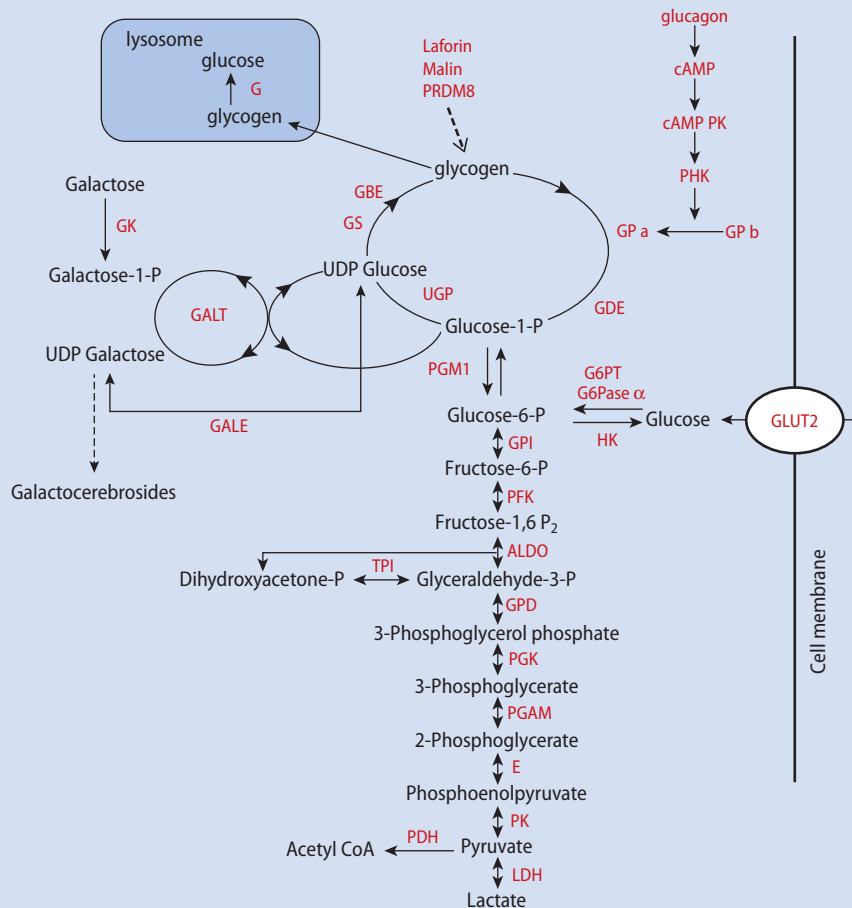 lysosome
glucose
G
glycogen
Laforin
Malin
PRDM8
glucagon
cAMP
cAMP PK
PHK
GP a
GP b
glycogen
GBE
GS
Galactose
GK
Galactose-1-P
GALT
UDP Glucose
UGP
Glucose-1-P
GDE
UDP Galactose
GALE
Galactocerebrosides
PGM1
G6PT
G6Pase α
Glucose-6-P
HK
Glucose
GLUT2
GPI
Fructose-6-P
PFK
Fructose-1,6 P₂
ALDO
Dihydroxyacetone-P
TPI
Glyceraldehyde-3-P
GPD
3-Phosphoglycerol phosphate
PGK
3-Phosphoglycerate
PGAM
2-Phosphoglycerate
E
Phosphoenolpyruvate
PK
Acetyl CoA
PDH
Pyruvate
LDH
Lactate
Cell membrane